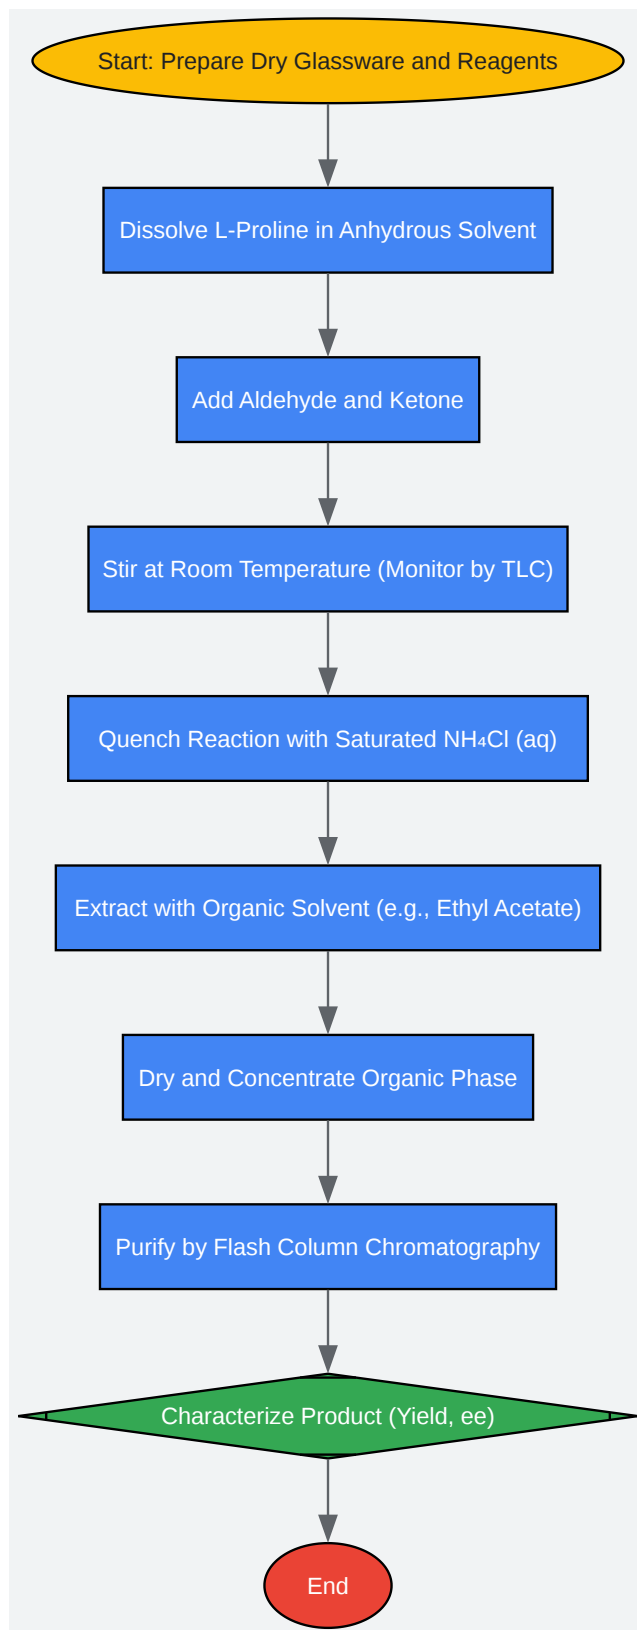 Start: Prepare Dry Glassware and Reagents
Dissolve L-Proline in Anhydrous Solvent
Add Aldehyde and Ketone
Stir at Room Temperature (Monitor by TLC)
Quench Reaction with Saturated NH₄Cl (aq)
Extract with Organic Solvent (e.g., Ethyl Acetate)
Dry and Concentrate Organic Phase
Purify by Flash Column Chromatography
Characterize Product (Yield, ee)
End